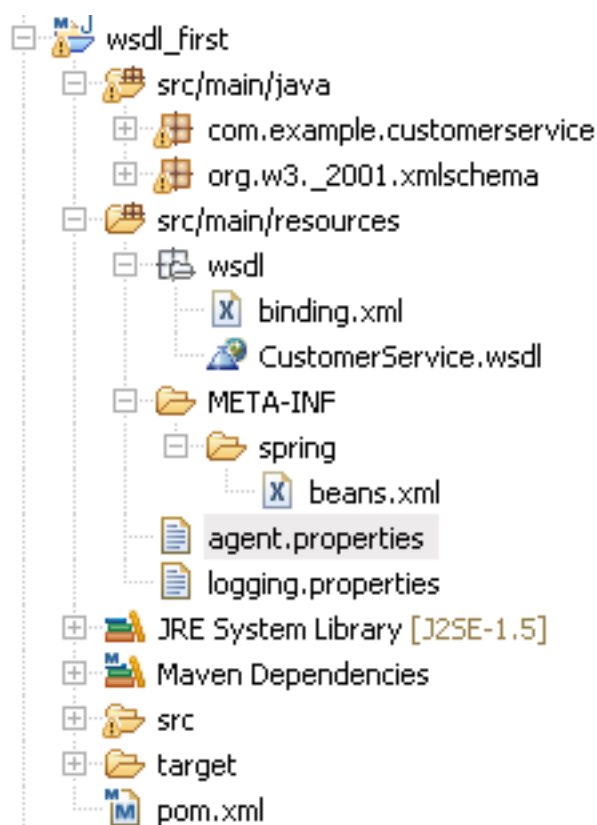 wsdl_first
src/main/java
com.example.customerservice
org.w3._2001.xmlschema
src/main/resources
wsdl
binding.xml
CustomerService.wsdl
META-INF
spring
beans.xml
agent.properties
logging.properties
JRE System Library [J2SE-1.5]
Maven Dependencies
src
target
pom.xml